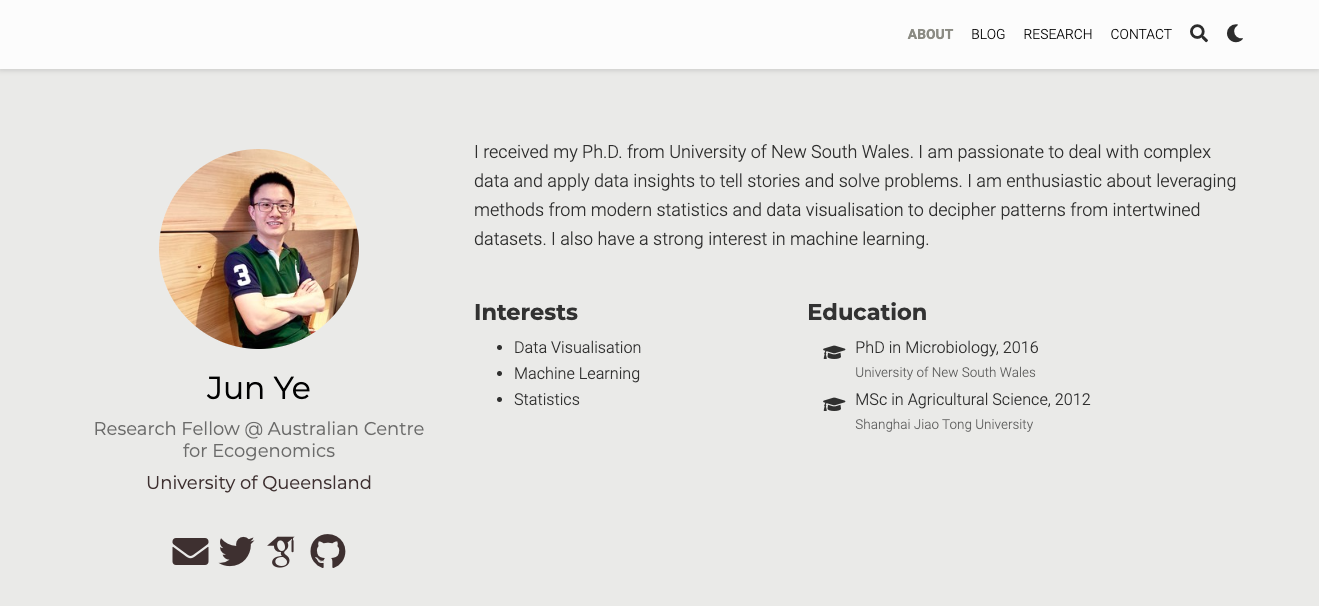 ABOUT BLOG RESEARCH CONTACT
I received my Ph.D. from University of New South Wales. I am passionate to deal with complex
data and apply data insights to tell stories and solve problems. I am enthusiastic about leveraging
methods from modern statistics and data visualisation to decipher patterns from intertwined
datasets. I also have a strong interest in machine learning.
3
Jun Ye
Research Fellow @ Australian Centre
for Ecogenomics
University of Queensland
Interests
Data Visualisation
Machine Learning
Statistics
Education
PhD in Microbiology, 2016
University of New South Wales
MSc in Agricultural Science, 2012
Shanghai Jiao Tong University